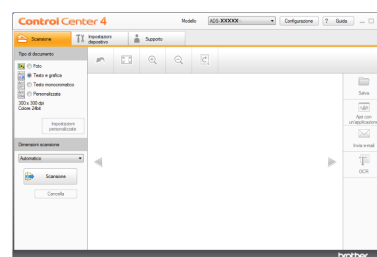 Control Center 4
Modello ADS-XXXXX Configurazione ? Guida
Scansione
Impostazioni dispositivo
Supporto
Tipo di documento
Foto
Testo e grafica
Testo monocromatico
Personalizzata
300 x 300 dpi
Colore 24bit
Impostazioni
personalizzate
Dimensioni scansione
Automatico
Scansione
Cancella
Salva
Apri con
un'applicazione
Invia e-mail
OCR
brother